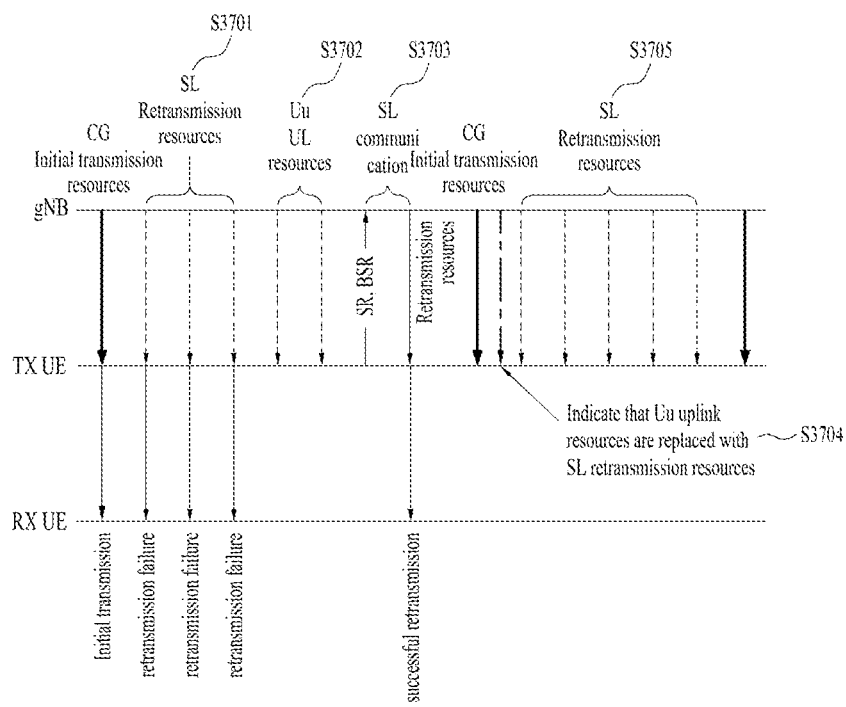 S3701
S3702
S3703
S3705
SL
Retransmission
resources
CG
Initial transmission
resources
Uu
UL
resources
SL
communi
cation
CG
Initial transmission
resources
SL
Retransmission
resources
gNB
SR, BSR
Retransmission
resources
TX UE
Indicate that Uu uplink
resources are replaced with
SL retransmission resources
S3704
RX UE
Initial transmission
retransmission failure
retransmission failure
retransmission failure
successful retransmission